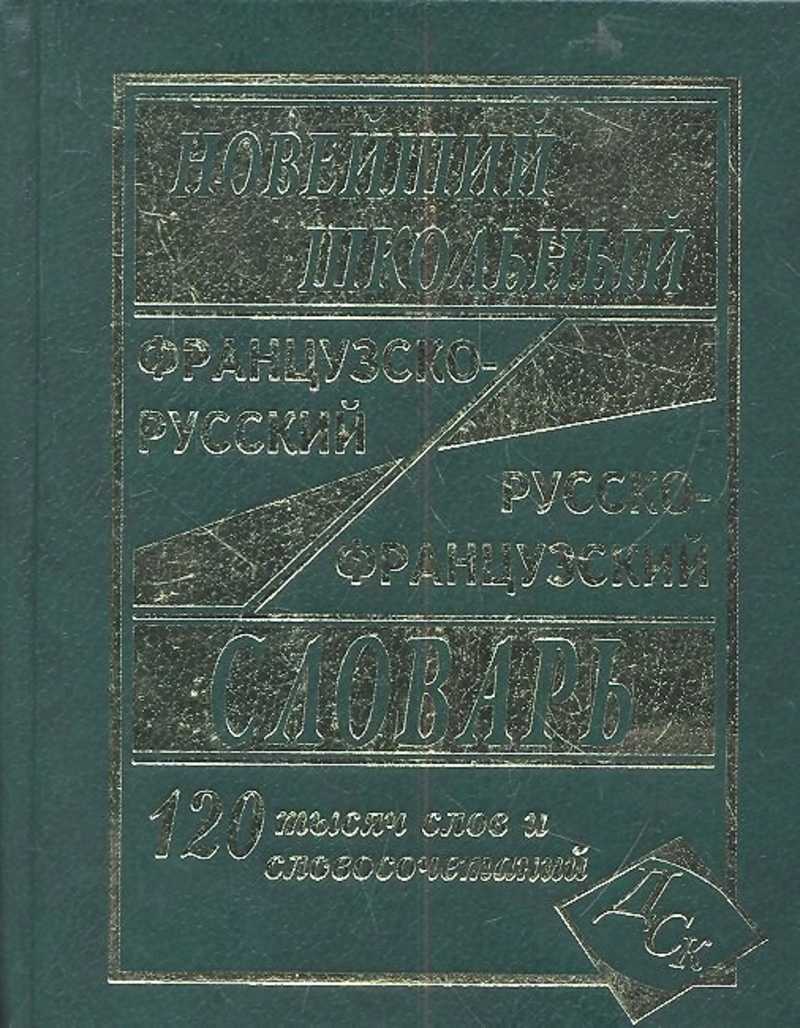 НОВЕЙШИЙ
ШКОЛЬНЫЙ
ФРАНЦУЗСКО-
РУССКИЙ
РУССКО-
ФРАНЦУЗСКИЙ
СЛОВАРЬ
120 тысяч слов и
словосочетаний
ДСК